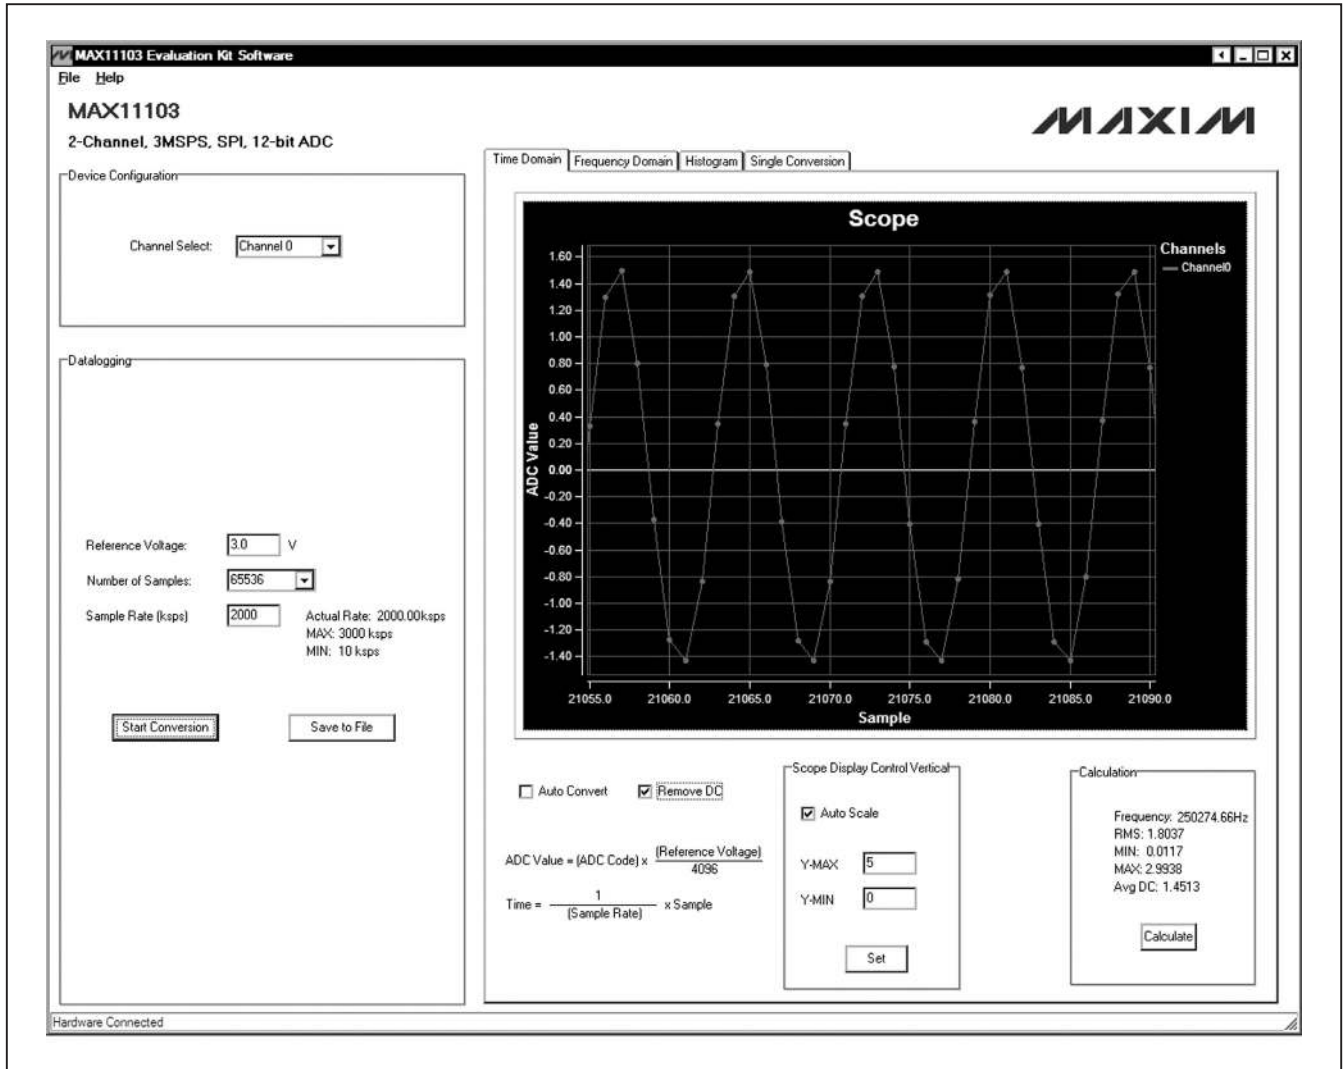 MAX11103 Evaluation Kit Software
File Help
MAX11103
2-Channel, 3MSPS, SPI, 12-bit ADC
MAXIM
Device Configuration
Channel Select: Channel 0
Datalogging
Reference Voltage: 3.0 V
Number of Samples: 65536
Sample Rate (ksps) 2000 Actual Rate: 2000.00ksps
MAX: 3000 ksps
MIN: 10 ksps
Start Conversion Save to File
Time Domain Frequency Domain Histogram Single Conversion
Scope
Channels
Channel0
ADC Value
1.60
1.40
1.20
1.00
0.80
0.60
0.40
0.20
0.00
-0.20
-0.40
-0.60
-0.80
-1.00
-1.20
-1.40
21055.0 21060.0 21065.0 21070.0 21075.0 21080.0 21085.0 21090.0
Sample
Auto Convert Remove DC
ADC Value = (ADC Code) x (Reference Voltage)
4096
Time = 1 x Sample
(Sample Rate)
Scope Display Control Vertical
Auto Scale
Y-MAX 5
Y-MIN 0
Set
Calculation
Frequency: 250274.66Hz
RMS: 1.8037
MIN: 0.0117
MAX: 2.9938
Avg DC: 1.4513
Calculate
Hardware Connected